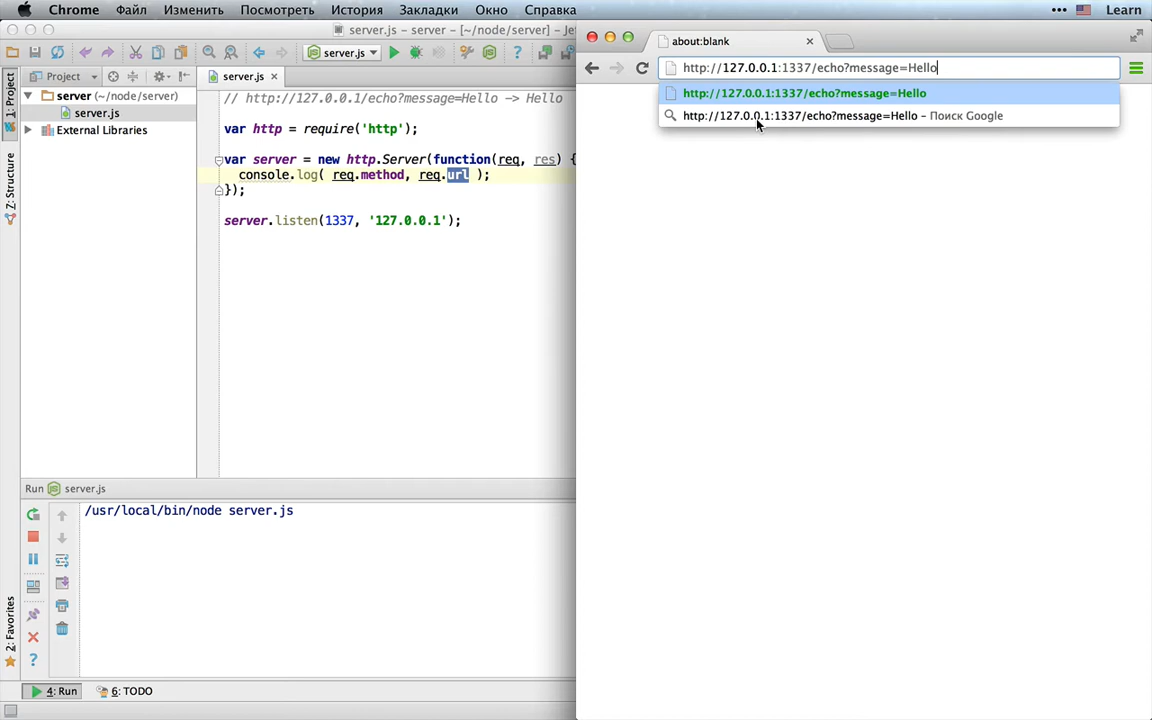 Chrome Файл Изменить Посмотреть История Закладки Окно Справка Learn
server.js – server – [~/node/server] – Je
server.js
about:blank
http://127.0.0.1:1337/echo?message=Hello
http://127.0.0.1:1337/echo?message=Hello
http://127.0.0.1:1337/echo?message=Hello – Поиск Google
1: Project
Z: Structure
2: Favorites
Project
server (~/node/server)
server.js
External Libraries
server.js
// http://127.0.0.1/echo?message=Hello -> Hello
var http = require('http');
var server = new http.Server(function(req, res) {
console.log( req.method, req.url );
});
server.listen(1337, '127.0.0.1');
Run server.js
/usr/local/bin/node server.js
4: Run 6: TODO